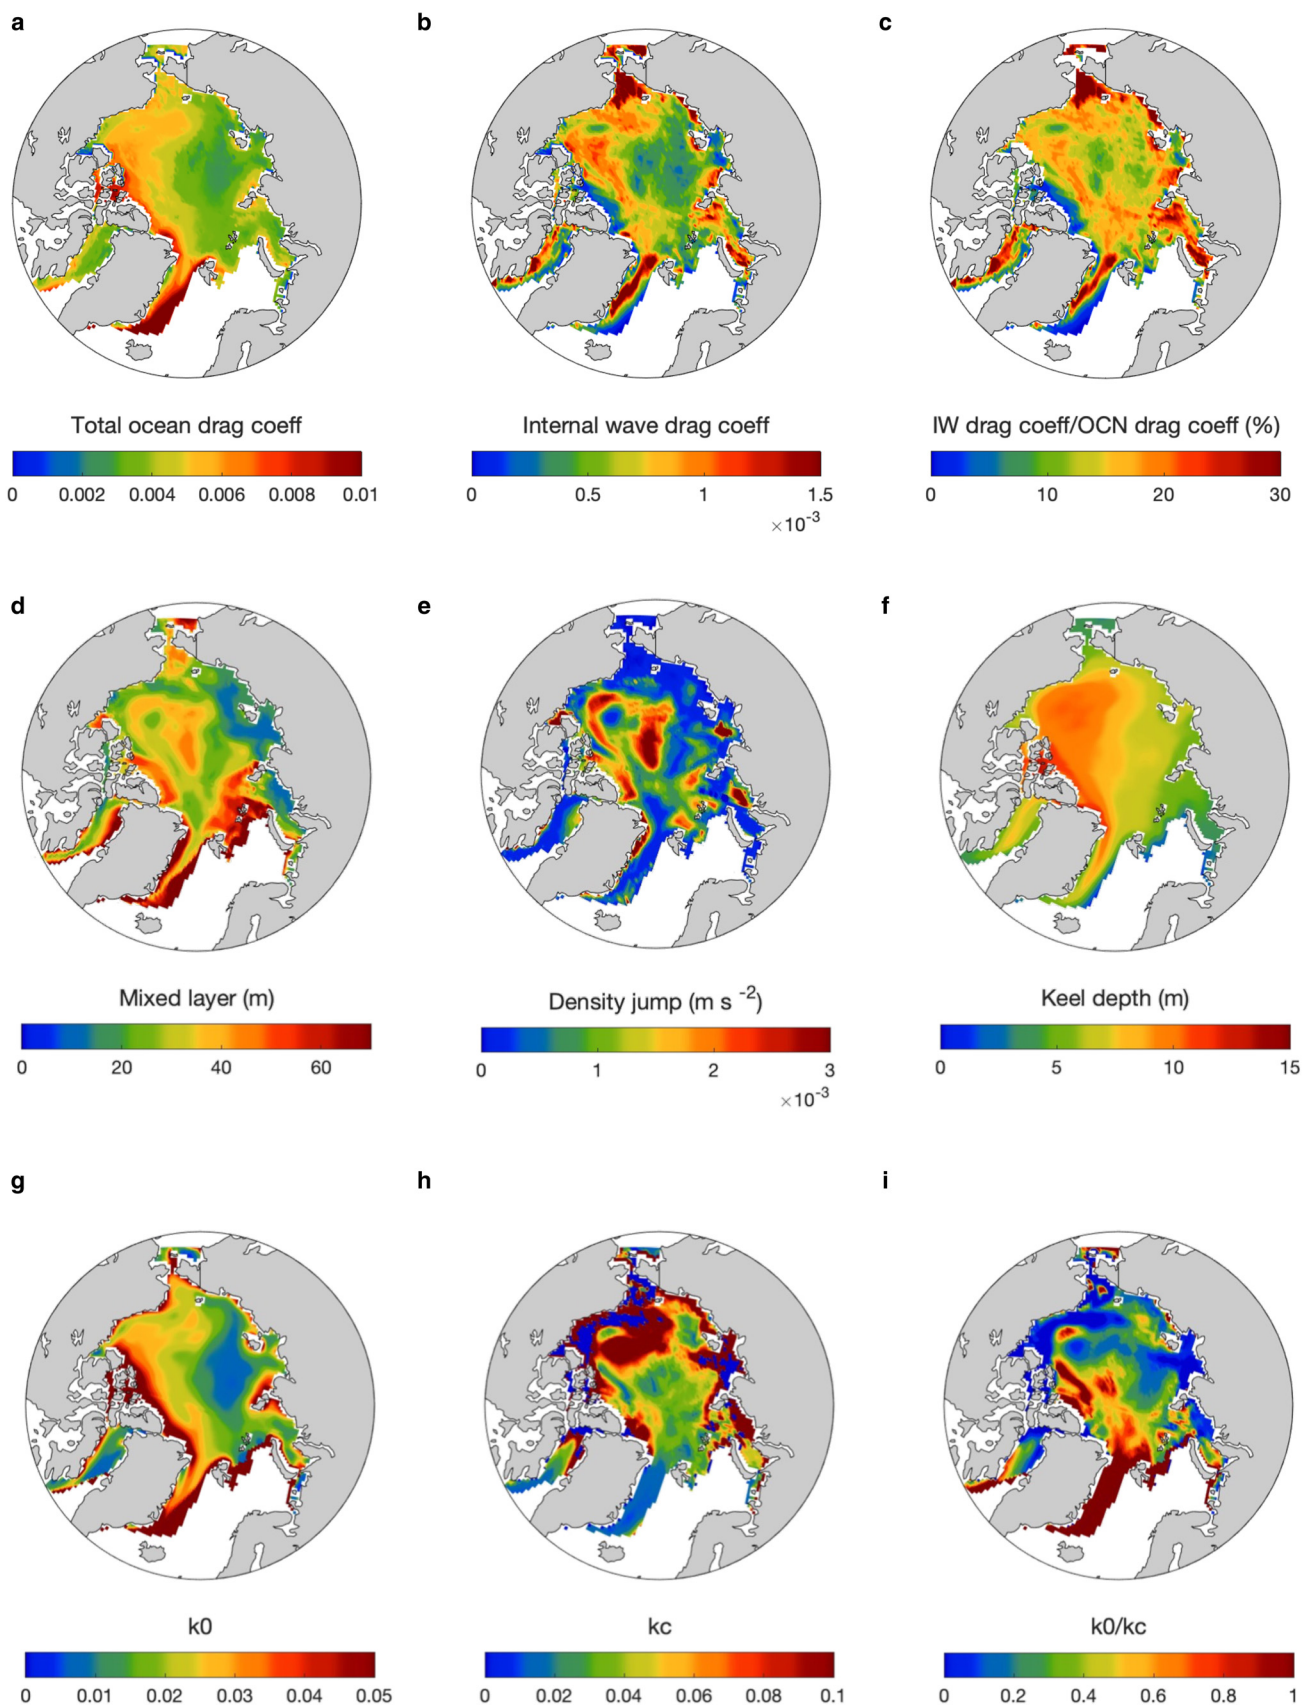 a b c
Total ocean drag coeff Internal wave drag coeff IW drag coeff/OCN drag coeff (%)
0 0.002 0.004 0.006 0.008 0.01 0 0.5 1 1.5 0 10 20 30
×10⁻³
d e f
Mixed layer (m) Density jump (m s ⁻²) Keel depth (m)
0 20 40 60 0 1 2 3 0 5 10 15
×10⁻³
g h i
k0 kc k0/kc
0 0.01 0.02 0.03 0.04 0.05 0 0.02 0.04 0.06 0.08 0.1 0 0.2 0.4 0.6 0.8 1